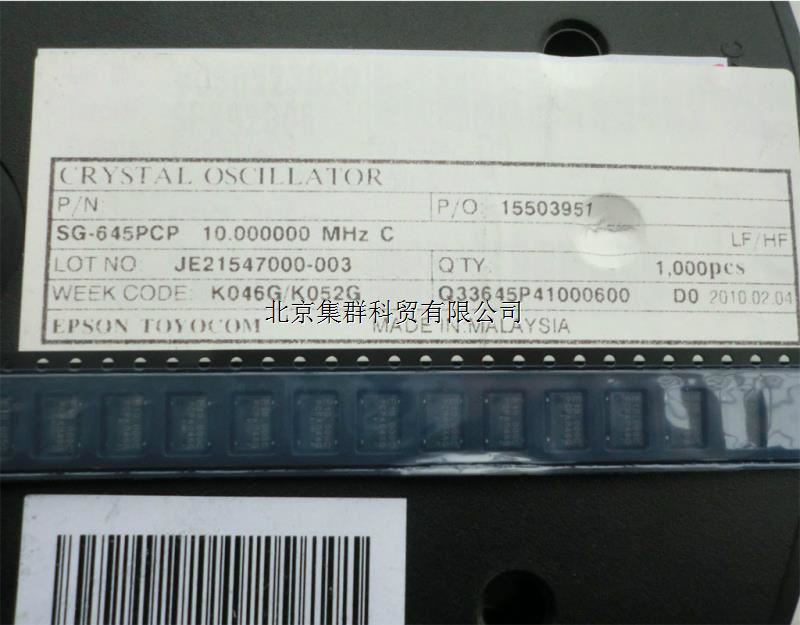 CRYSTAL OSCILLATOR
P/N P/O: 15503951
SG-645PCP 10.000000 MHz C LF/HF
LOT NO: JE21547000-003 Q'TY: 1,000pcs
WEEK CODE: K046G/K052G Q33645P41000600 D0 2010.02.04
北京集群科贸有限公司
EPSON TOYOCOM MADE IN MALAYSIA